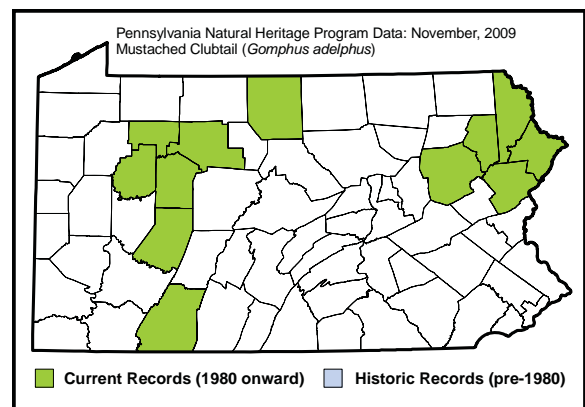 Pennsylvania Natural Heritage Program Data: November, 2009
Mustached Clubtail (Gomphus adelphus)
Current Records (1980 onward) Historic Records (pre-1980)